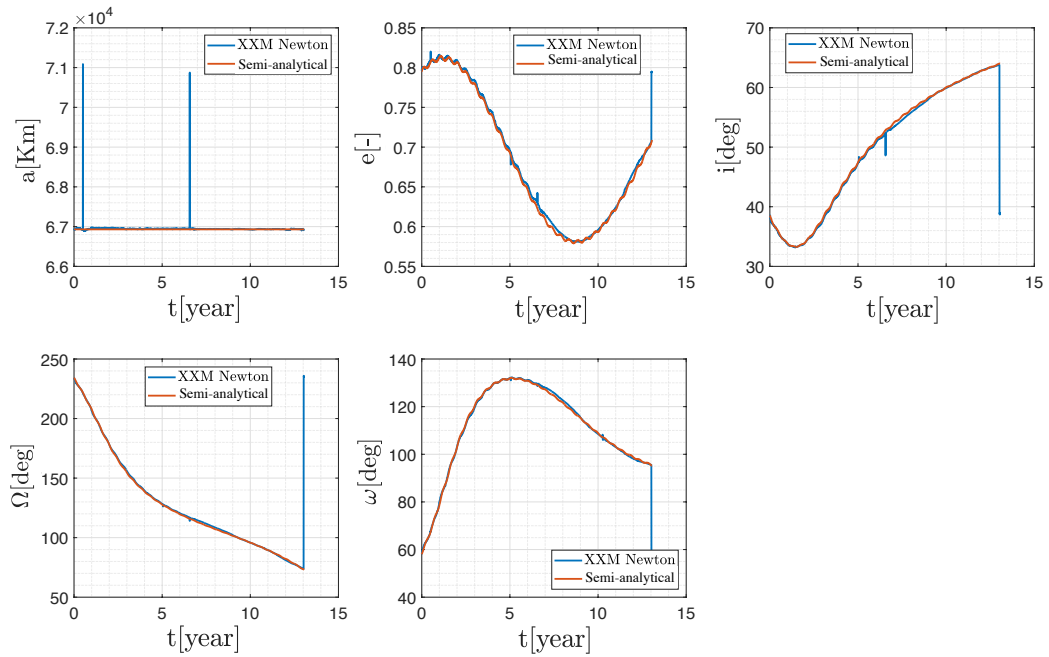 ×10⁴
7.2
7.1
7
6.9
6.8
6.7
6.6
0 5 10 15
a[Km]
t[year]
XXM Newton
Semi-analytical
0.85
0.8
0.75
0.7
0.65
0.6
0.55
0 5 10 15
e[-]
t[year]
XXM Newton
Semi-analytical
70
60
50
40
30
0 5 10 15
i[deg]
t[year]
XXM Newton
Semi-analytical
250
200
150
100
50
0 5 10 15
Ω[deg]
t[year]
XXM Newton
Semi-analytical
140
120
100
80
60
40
0 5 10 15
ω[deg]
t[year]
XXM Newton
Semi-analytical